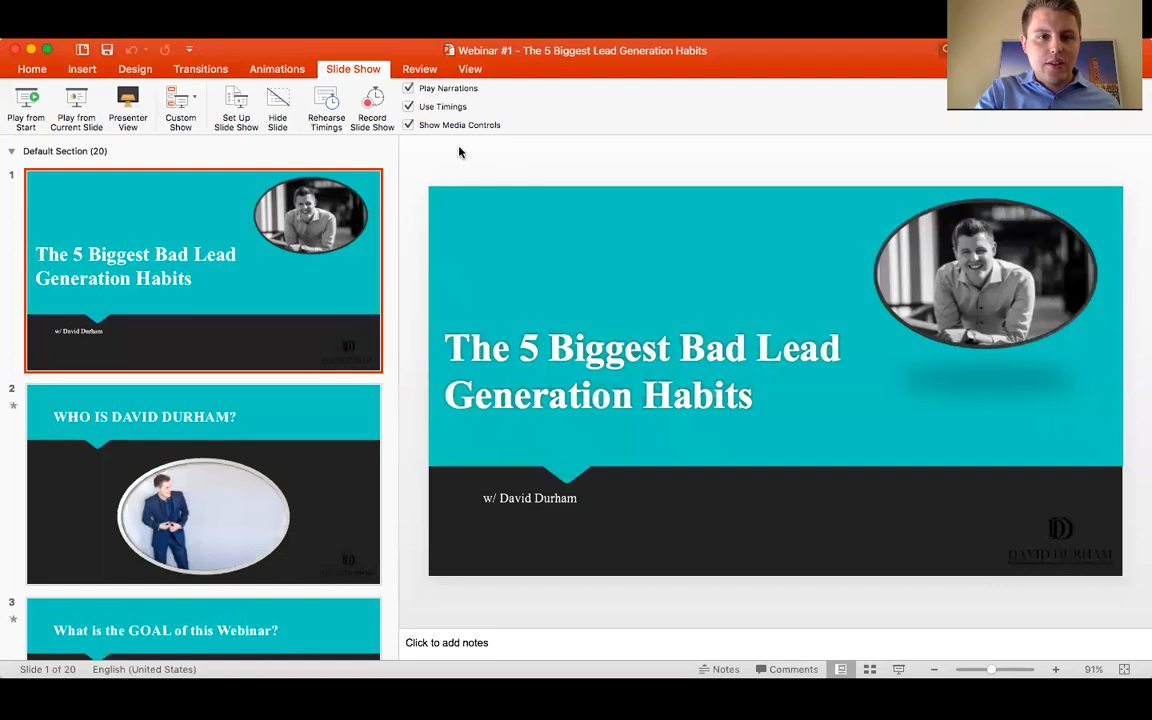 Webinar #1 - The 5 Biggest Lead Generation Habits
Home Insert Design Transitions Animations Slide Show Review View
Play from Start
Play from Current Slide
Presenter View
Custom Show
Set Up Slide Show
Hide Slide
Rehearse Timings
Record Slide Show
Play Narrations
Use Timings
Show Media Controls
Default Section (20)
1
The 5 Biggest Bad Lead
Generation Habits
w/ David Durham
2
WHO IS DAVID DURHAM?
3
What is the GOAL of this Webinar?
The 5 Biggest Bad Lead
Generation Habits
w/ David Durham
DAVID DURHAM
Click to add notes
Slide 1 of 20 English (United States) Notes Comments 91%